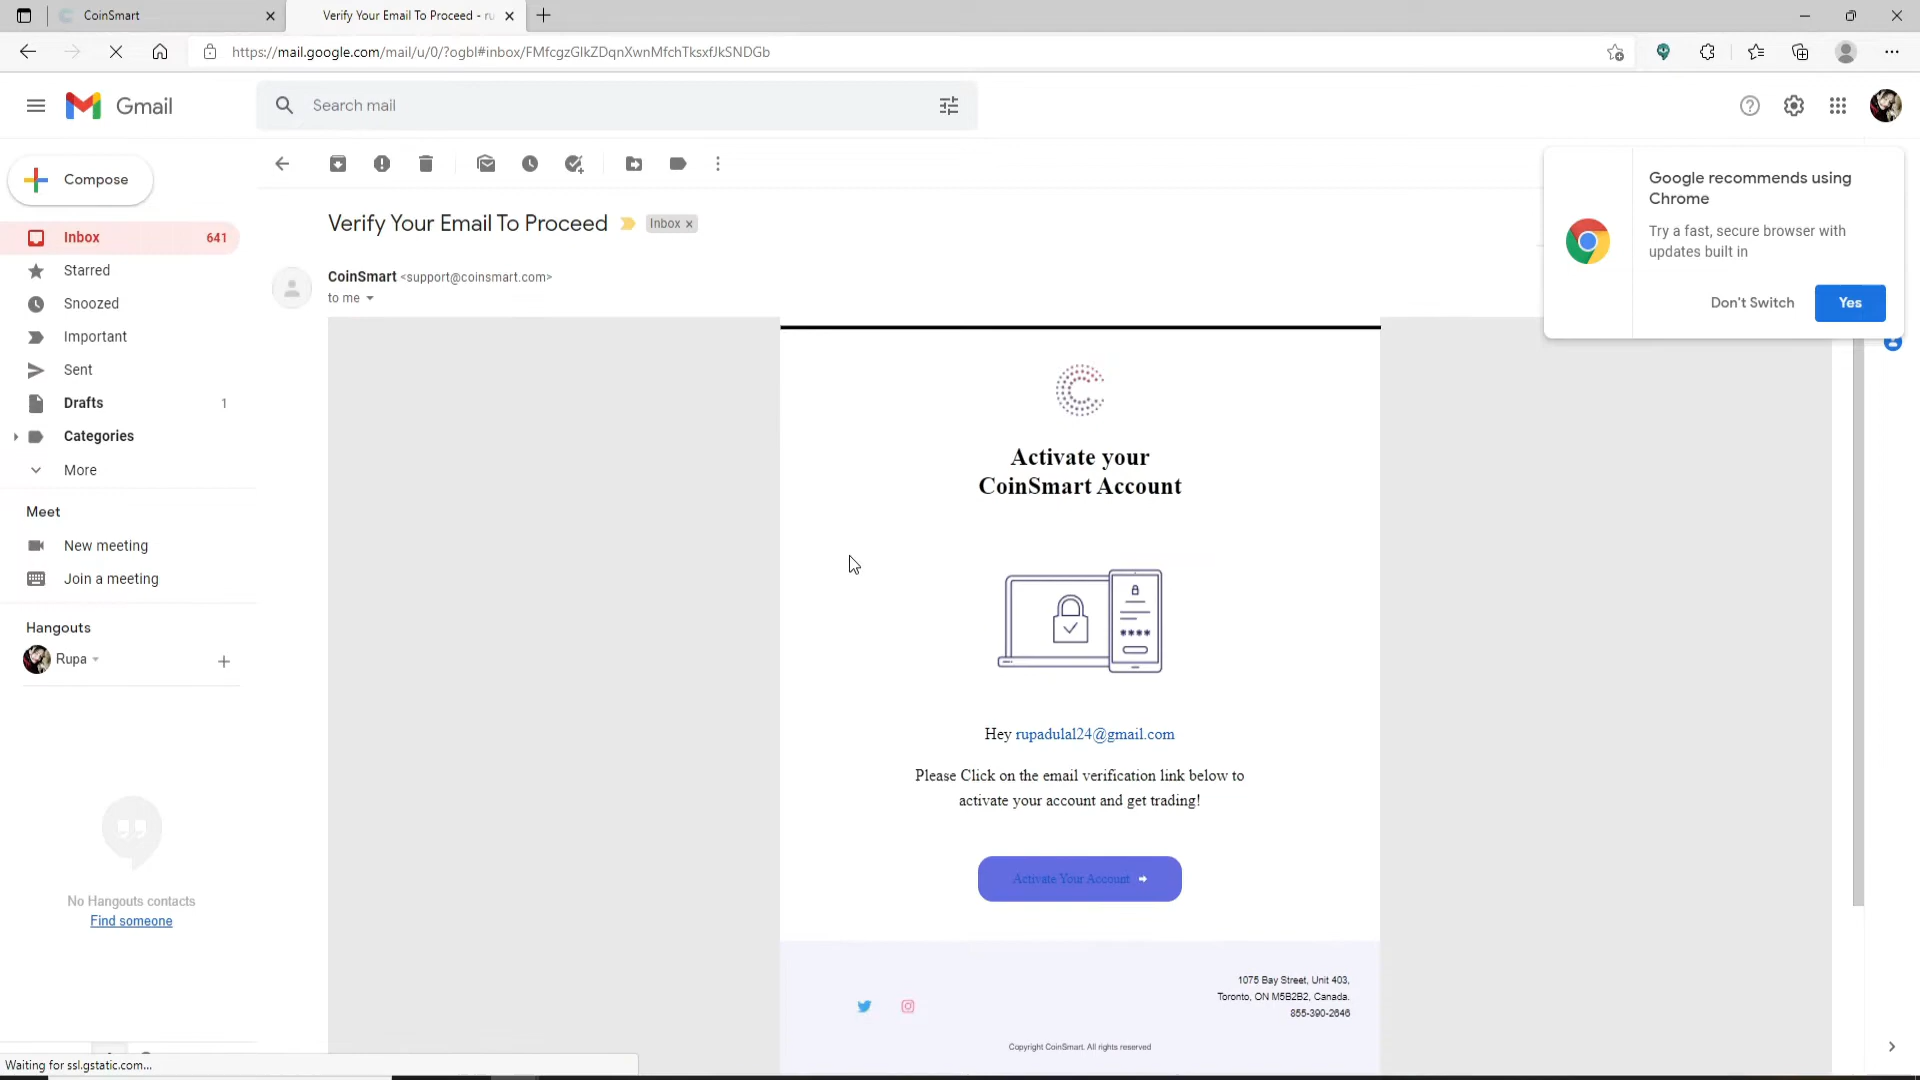 CoinSmart
Verify Your Email To Proceed - ru
https://mail.google.com/mail/u/0/?ogbl#inbox/FMfcgzGlkZDqnXwnMfchTksxfJkSNDGb
Gmail
Search mail
Compose
Inbox 641
Starred
Snoozed
Important
Sent
Drafts 1
Categories
More
Meet
New meeting
Join a meeting
Hangouts
Rupa
No Hangouts contacts
Find someone
Verify Your Email To Proceed
Inbox x
CoinSmart <support@coinsmart.com>
to me
Google recommends using
Chrome
Try a fast, secure browser with
updates built in
Don't Switch
Yes
Activate your
CoinSmart Account
****
Hey rupadulal24@gmail.com
Please Click on the email verification link below to
activate your account and get trading!
Activate Your Account
1075 Bay Street, Unit 403,
Toronto, ON M5B2B2, Canada.
855-390-2646
Copyright CoinSmart. All rights reserved
Waiting for ssl.gstatic.com...